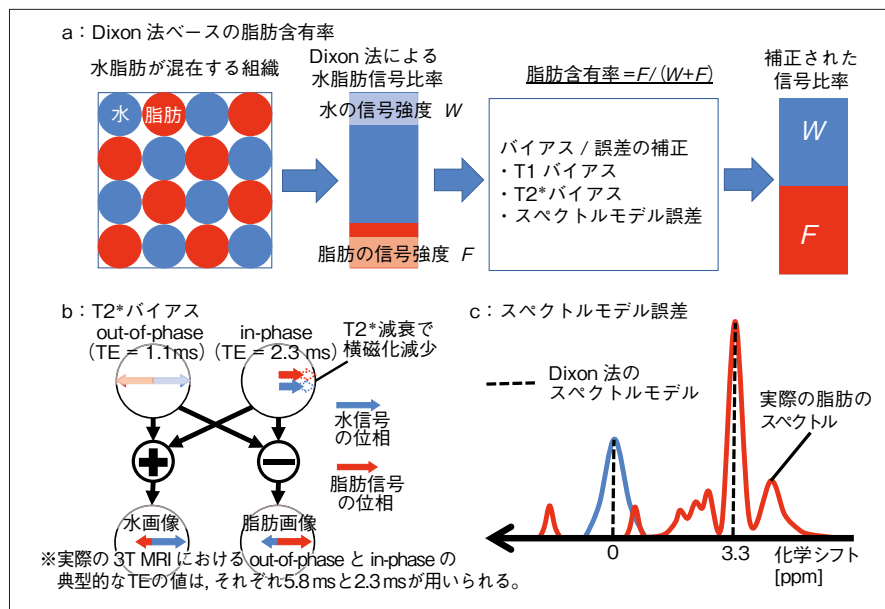 a：Dixon 法ベースの脂肪含有率
水脂肪が混在する組織
水 脂肪
Dixon 法による
水脂肪信号比率
水の信号強度 W
脂肪の信号強度 F
脂肪含有率＝F/(W+F)
バイアス / 誤差の補正
・T1 バイアス
・T2*バイアス
・スペクトルモデル誤差
補正された
信号比率
W
F
b：T2*バイアス
out-of-phase
(TE = 1.1ms)
in-phase
(TE = 2.3 ms)
T2*減衰で
横磁化減少
水信号
の位相
脂肪信号
の位相
水画像
脂肪画像
※実際の 3T MRI における out-of-phase と in-phase の
典型的なTEの値は, それぞれ5.8 msと2.3 msが用いられる。
c：スペクトルモデル誤差
Dixon 法の
スペクトルモデル
実際の脂肪の
スペクトル
0
3.3
化学シフト
[ppm]